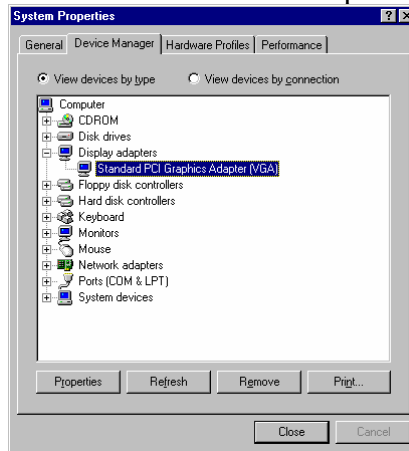 System Properties
General Device Manager Hardware Profiles Performance
View devices by type View devices by connection
Computer
CDROM
Disk drives
Display adapters
Standard PCI Graphics Adapter (VGA)
Floppy disk controllers
Hard disk controllers
Keyboard
Monitors
Mouse
Network adapters
Ports (COM & LPT)
System devices
Properties Refresh Remove Print...
Close Cancel